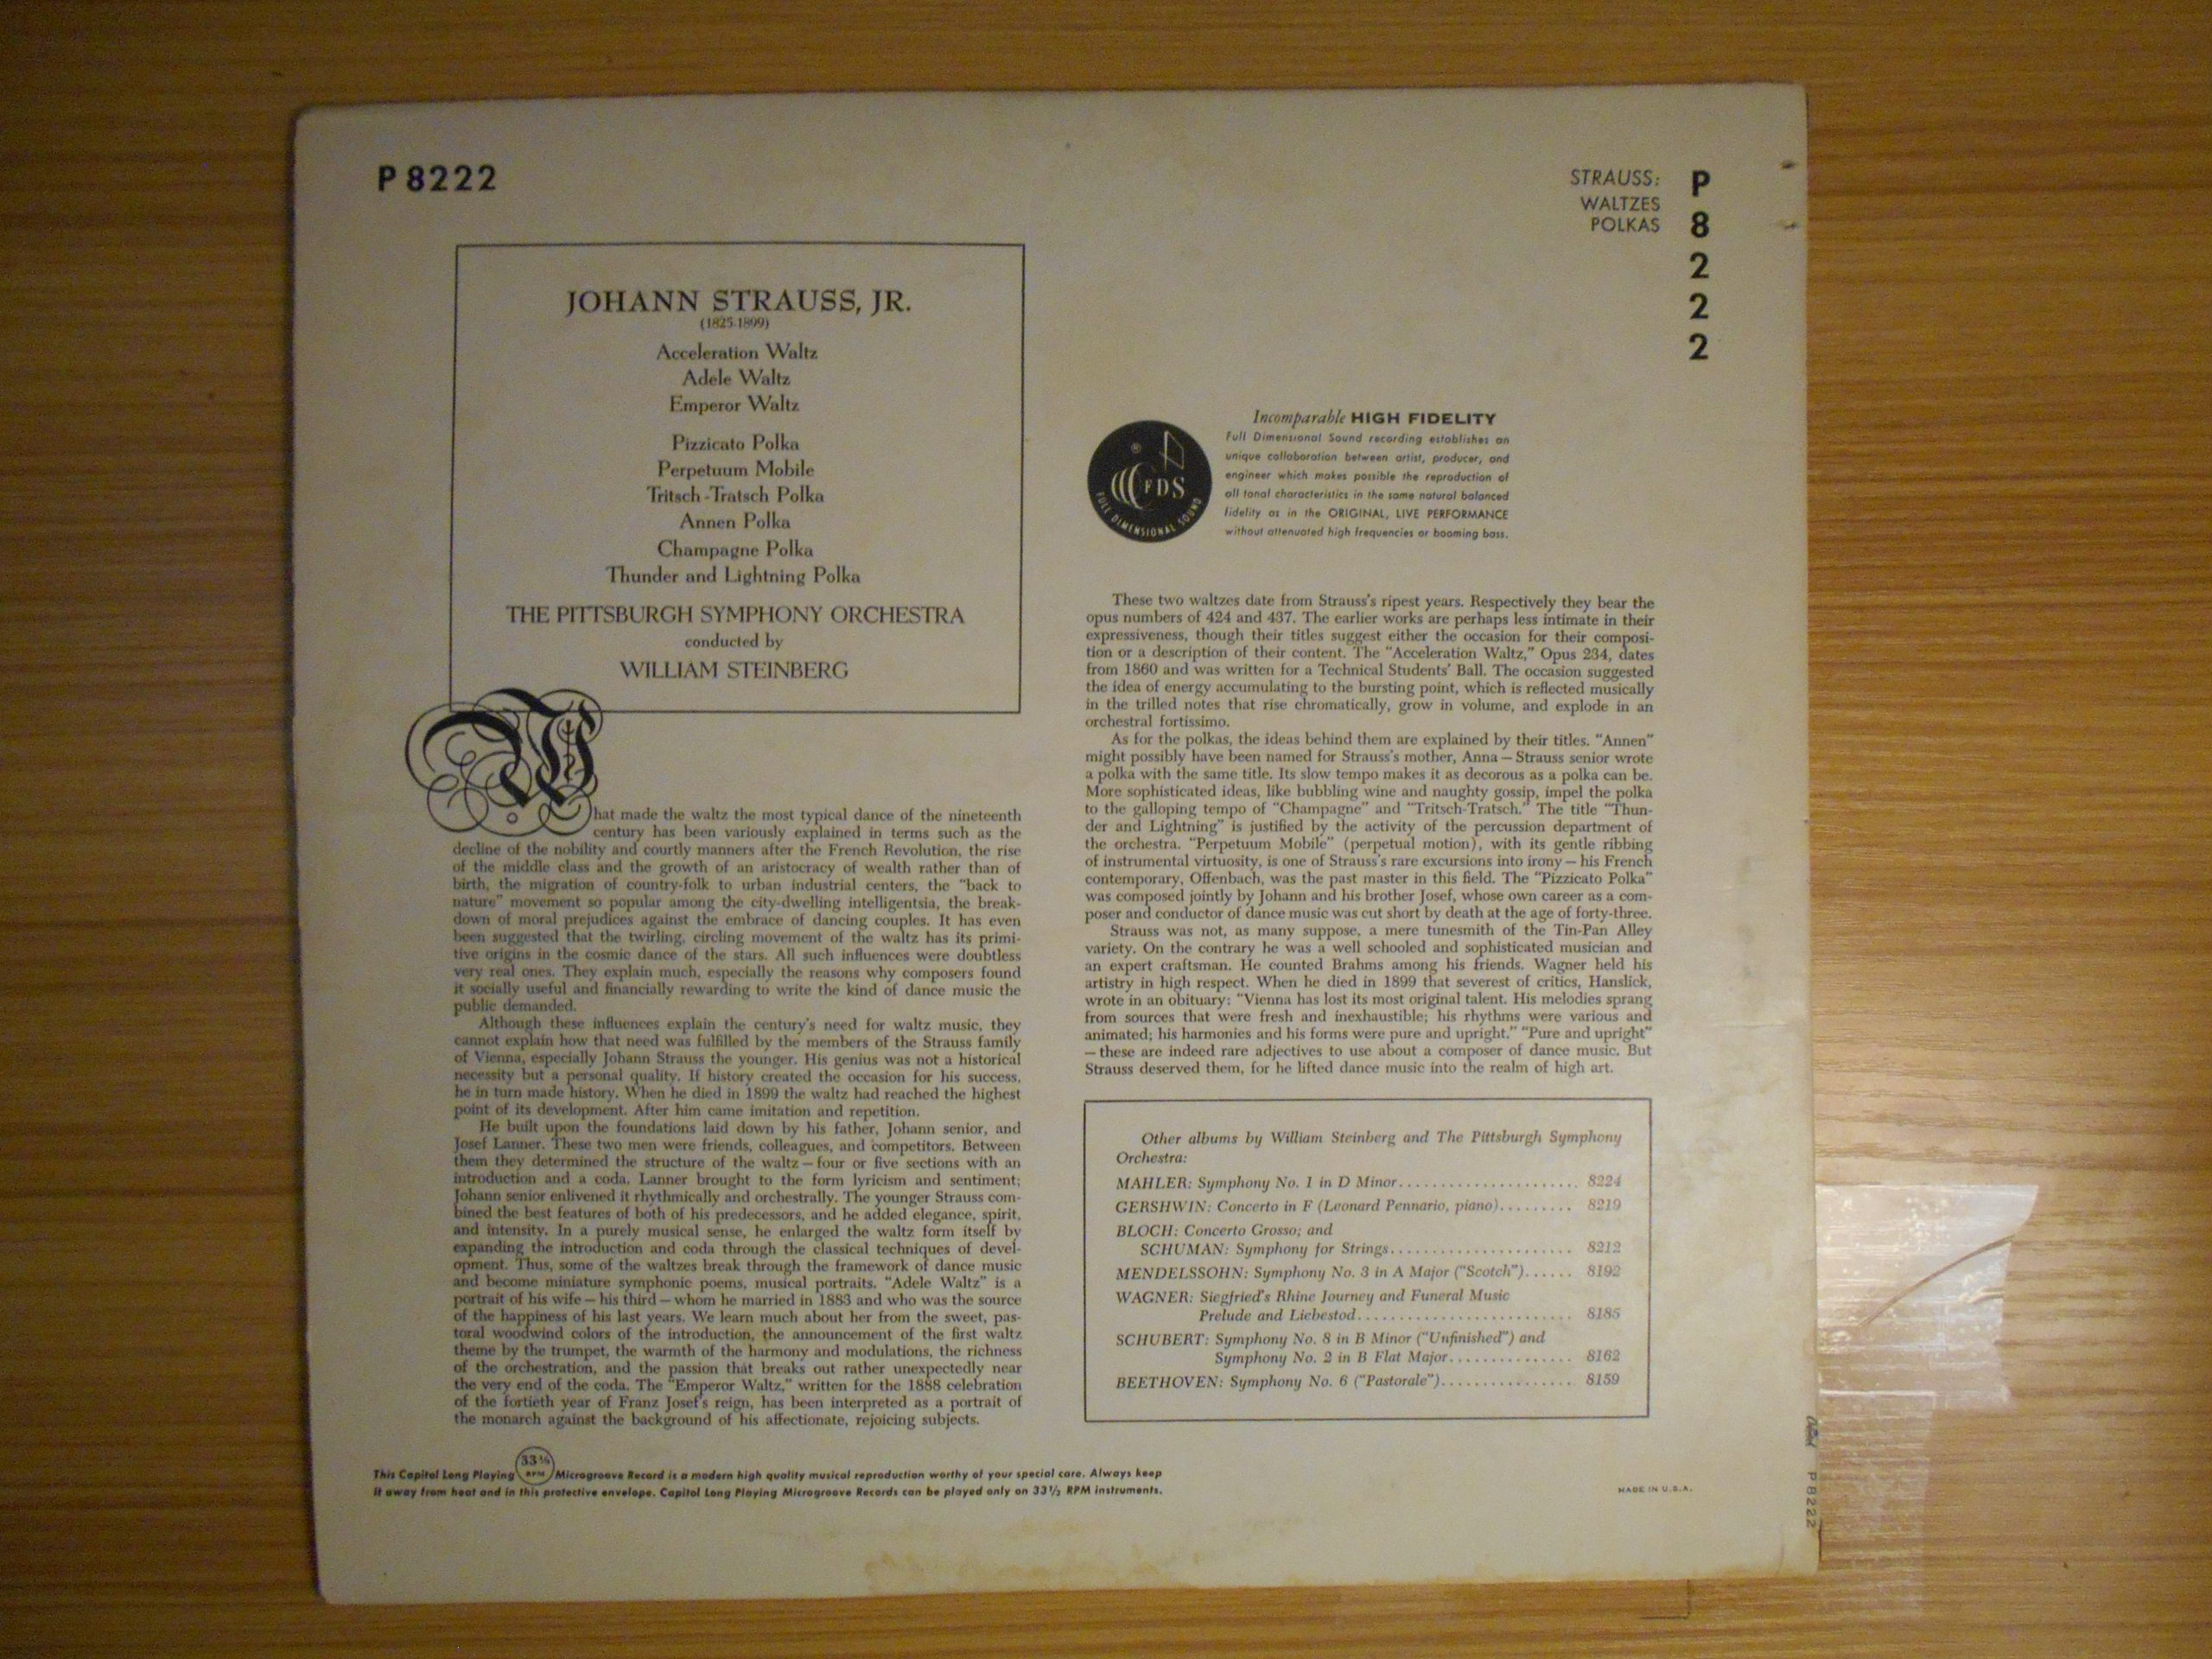 P 8222
STRAUSS:
WALTZES
POLKAS
P
8
2
2
2
JOHANN STRAUSS, JR.
(1825-1899)
Acceleration Waltz
Adele Waltz
Emperor Waltz
Pizzicato Polka
Perpetuum Mobile
Tritsch-Tratsch Polka
Annen Polka
Champagne Polka
Thunder and Lightning Polka
THE PITTSBURGH SYMPHONY ORCHESTRA
conducted by
WILLIAM STEINBERG
What made the waltz the most typical dance of the nineteenth
century has been variously explained in terms such as the
decline of the nobility and courtly manners after the French Revolution, the rise
of the middle class and the growth of an aristocracy of wealth rather than of
birth, the migration of country-folk to urban industrial centers, the "back to
nature" movement so popular among the city-dwelling intelligentsia, the break-
down of moral prejudices against the embrace of dancing couples. It has even
been suggested that the twirling, circling movement of the waltz has its primi-
tive origins in the cosmic dance of the stars. All such influences were doubtless
very real ones. They explain much, especially the reasons why composers found
it socially useful and financially rewarding to write the kind of dance music the
public demanded.
Although these influences explain the century's need for waltz music, they
cannot explain how that need was fulfilled by the members of the Strauss family
of Vienna, especially Johann Strauss the younger. His genius was not a historical
necessity but a personal quality. If history created the occasion for his success,
he in turn made history. When he died in 1899 the waltz had reached the highest
point of its development. After him came imitation and repetition.
He built upon the foundations laid down by his father, Johann senior, and
Josef Lanner. These two men were friends, colleagues, and competitors. Between
them they determined the structure of the waltz — four or five sections with an
introduction and a coda. Lanner brought to the form lyricism and sentiment;
Johann senior enlivened it rhythmically and orchestrally. The younger Strauss com-
bined the best features of both of his predecessors, and he added elegance, spirit,
and intensity. In a purely musical sense, he enlarged the waltz form itself by
expanding the introduction and coda through the classical techniques of devel-
opment. Thus, some of the waltzes break through the framework of dance music
and become miniature symphonic poems, musical portraits. "Adele Waltz" is a
portrait of his wife — his third — whom he married in 1883 and who was the source
of the happiness of his last years. We learn much about her from the sweet, pas-
toral woodwind colors of the introduction, the announcement of the first waltz
theme by the trumpet, the warmth of the harmony and modulations, the richness
of the orchestration, and the passion that breaks out rather unexpectedly near
the very end of the coda. The "Emperor Waltz," written for the 1888 celebration
of the fortieth year of Franz Josef's reign, has been interpreted as a portrait of
the monarch against the background of his affectionate, rejoicing subjects.
FDS
FULL DIMENSIONAL SOUND
Incomparable HIGH FIDELITY
Full Dimensional Sound recording establishes an
unique collaboration between artist, producer, and
engineer which makes possible the reproduction of
all tonal characteristics in the same natural balanced
fidelity as in the ORIGINAL, LIVE PERFORMANCE
without attenuated high frequencies or booming bass.
These two waltzes date from Strauss's ripest years. Respectively they bear the
opus numbers of 424 and 437. The earlier works are perhaps less intimate in their
expressiveness, though their titles suggest either the occasion for their composi-
tion or a description of their content. The "Acceleration Waltz," Opus 234, dates
from 1860 and was written for a Technical Students' Ball. The occasion suggested
the idea of energy accumulating to the bursting point, which is reflected musically
in the trilled notes that rise chromatically, grow in volume, and explode in an
orchestral fortissimo.
As for the polkas, the ideas behind them are explained by their titles. "Annen"
might possibly have been named for Strauss's mother, Anna — Strauss senior wrote
a polka with the same title. Its slow tempo makes it as decorous as a polka can be.
More sophisticated ideas, like bubbling wine and naughty gossip, impel the polka
to the galloping tempo of "Champagne" and "Tritsch-Tratsch." The title "Thun-
der and Lightning" is justified by the activity of the percussion department of
the orchestra. "Perpetuum Mobile" (perpetual motion), with its gentle ribbing
of instrumental virtuosity, is one of Strauss's rare excursions into irony — his French
contemporary, Offenbach, was the past master in this field. The "Pizzicato Polka"
was composed jointly by Johann and his brother Josef, whose own career as a com-
poser and conductor of dance music was cut short by death at the age of forty-three.
Strauss was not, as many suppose, a mere tunesmith of the Tin-Pan Alley
variety. On the contrary he was a well schooled and sophisticated musician and
an expert craftsman. He counted Brahms among his friends. Wagner held his
artistry in high respect. When he died in 1899 that severest of critics, Hanslick,
wrote in an obituary: "Vienna has lost its most original talent. His melodies sprang
from sources that were fresh and inexhaustible; his rhythms were various and
animated; his harmonies and his forms were pure and upright." "Pure and upright"
— these are indeed rare adjectives to use about a composer of dance music. But
Strauss deserved them, for he lifted dance music into the realm of high art.
Other albums by William Steinberg and The Pittsburgh Symphony
Orchestra:
MAHLER: Symphony No. 1 in D Minor...................... 8224
GERSHWIN: Concerto in F (Leonard Pennario, piano)......... 8219
BLOCH: Concerto Grosso; and
SCHUMAN: Symphony for Strings...................... 8212
MENDELSSOHN: Symphony No. 3 in A Major ("Scotch")...... 8192
WAGNER: Siegfried's Rhine Journey and Funeral Music
Prelude and Liebestod.......................... 8185
SCHUBERT: Symphony No. 8 in B Minor ("Unfinished") and
Symphony No. 2 in B Flat Major............... 8162
BEETHOVEN: Symphony No. 6 ("Pastorale")................ 8159
This Capitol Long Playing 33⅓ RPM Microgroove Record is a modern high quality musical reproduction worthy of your special care. Always keep
it away from heat and in this protective envelope. Capitol Long Playing Microgroove Records can be played only on 33⅓ RPM instruments.
MADE IN U.S.A.
Capitol P8222